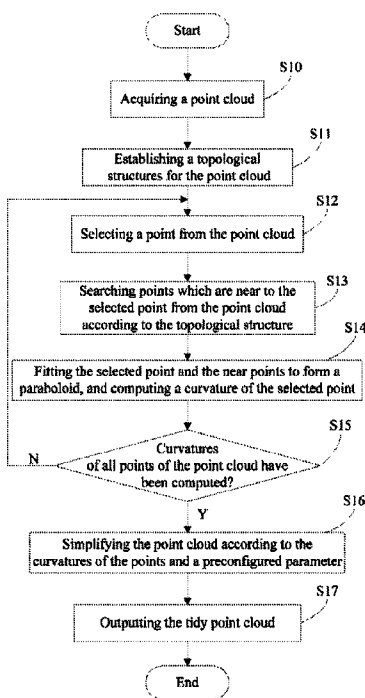 Start
S10
Acquiring a point cloud
S11
Establishing a topological
structures for the point cloud
S12
Selecting a point from the point cloud
S13
Searching points which are near to the
selected point from the point cloud
according to the topological structure
S14
Fitting the selected point and the near points to form a
paraboloid, and computing a curvature of the selected point
S15
Curvatures
of all points of the point cloud have
been computed?
N
Y
S16
Simplifying the point cloud according to the
curvatures of the points and a preconfigured parameter
S17
Outputing the tidy point cloud
End